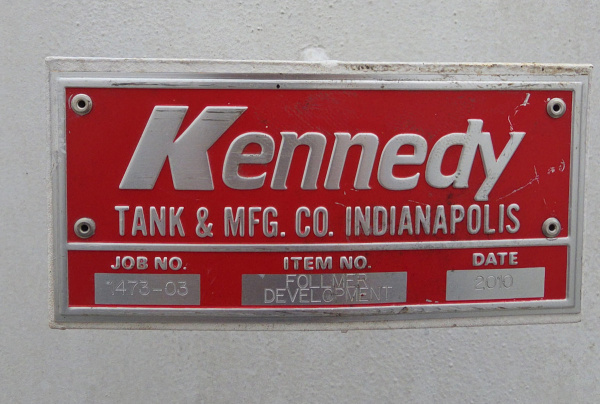 Kennedy
TANK & MFG. CO. INDIANAPOLIS
JOB NO. ITEM NO. DATE
1473-03 FOLLMER DEVELOPMENT 2010